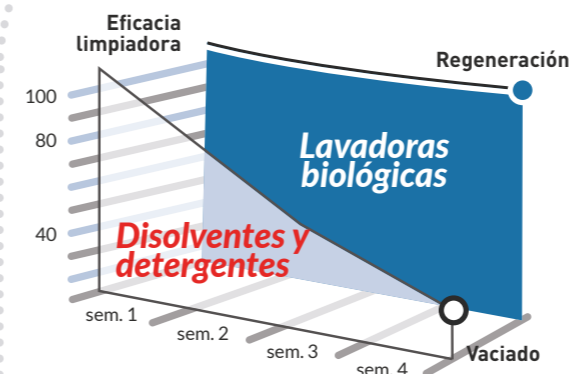 Eficacia
limpiadora
Regeneración
100
80
40
Lavadoras
biológicas
Disolventes y
detergentes
sem. 1
sem. 2
sem. 3
sem. 4
Vaciado